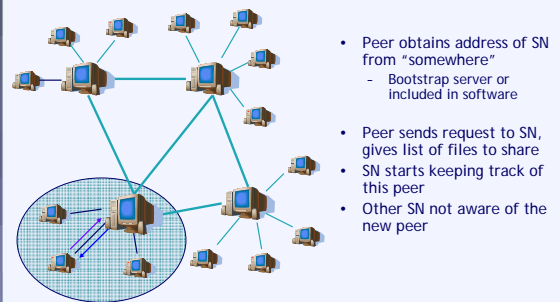 • Peer obtains address of SN
from “somewhere”
– Bootstrap server or
included in software
• Peer sends request to SN,
gives list of files to share
• SN starts keeping track of
this peer
• Other SN not aware of the
new peer